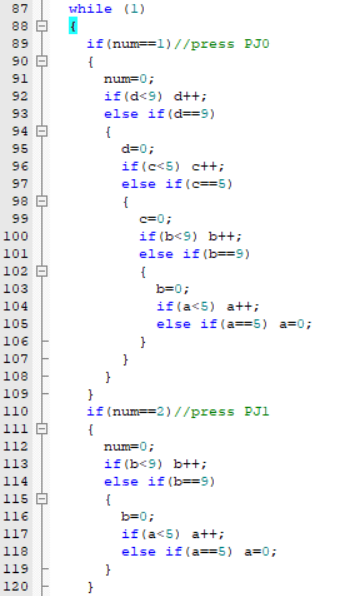 87 while (1)
88 {
89 if(num==1)//press PJ0
90 {
91 num=0;
92 if(d<9) d++;
93 else if(d==9)
94 {
95 d=0;
96 if(c<5) c++;
97 else if(c==5)
98 {
99 c=0;
100 if(b<9) b++;
101 else if(b==9)
102 {
103 b=0;
104 if(a<5) a++;
105 else if(a==5) a=0;
106 }
107 }
108 }
109 }
110 if(num==2)//press PJ1
111 {
112 num=0;
113 if(b<9) b++;
114 else if(b==9)
115 {
116 b=0;
117 if(a<5) a++;
118 else if(a==5) a=0;
119 }
120 }